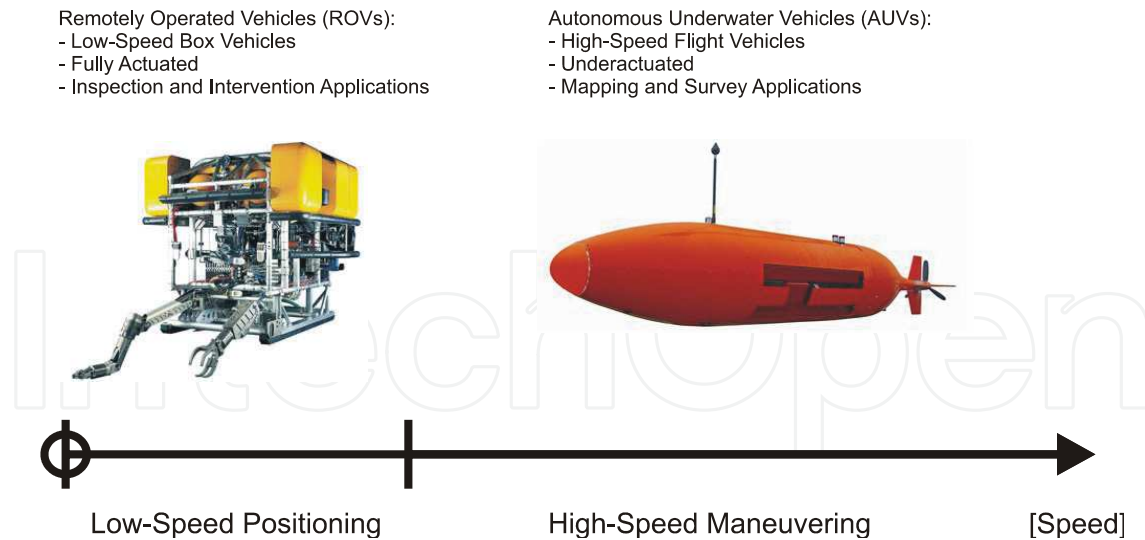 Remotely Operated Vehicles (ROVs):
- Low-Speed Box Vehicles
- Fully Actuated
- Inspection and Intervention Applications
Autonomous Underwater Vehicles (AUVs):
- High-Speed Flight Vehicles
- Underactuated
- Mapping and Survey Applications
IntechOpen
Low-Speed Positioning
High-Speed Maneuvering
[Speed]